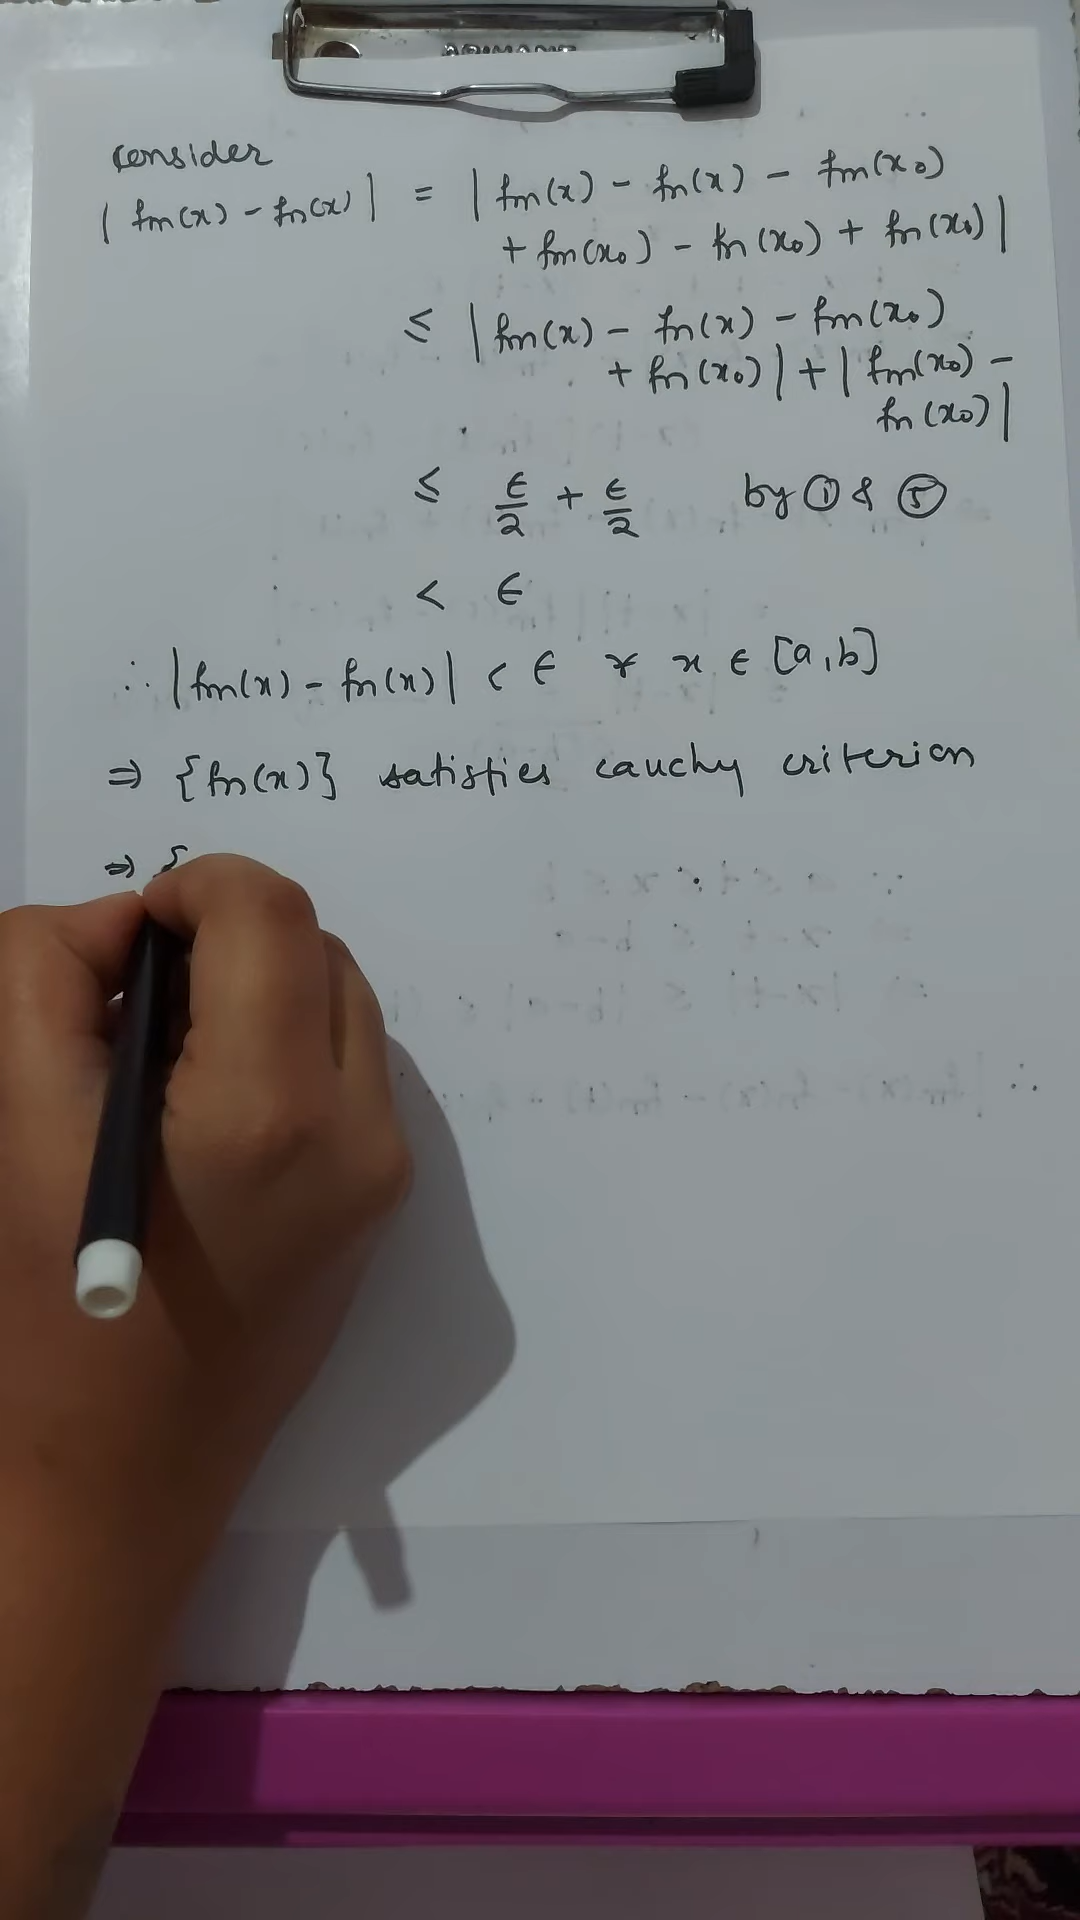 consider
| fm(x) - fn(x) | = | fm(x) - fn(x) - fm(x₀)
+ fm(x₀) - fn(x₀) + fn(x₀) |
≤ | fm(x) - fn(x) - fm(x₀)
+ fn(x₀) | + | fm(x₀) -
fn(x₀) |
≤ ϵ/2 + ϵ/2 by ① & ⑤
< ϵ
∴ | fm(x) - fn(x) | < ϵ ∀ x ∈ [a,b]
⇒ {fn(x)} satisfies cauchy criterion
⇒ {